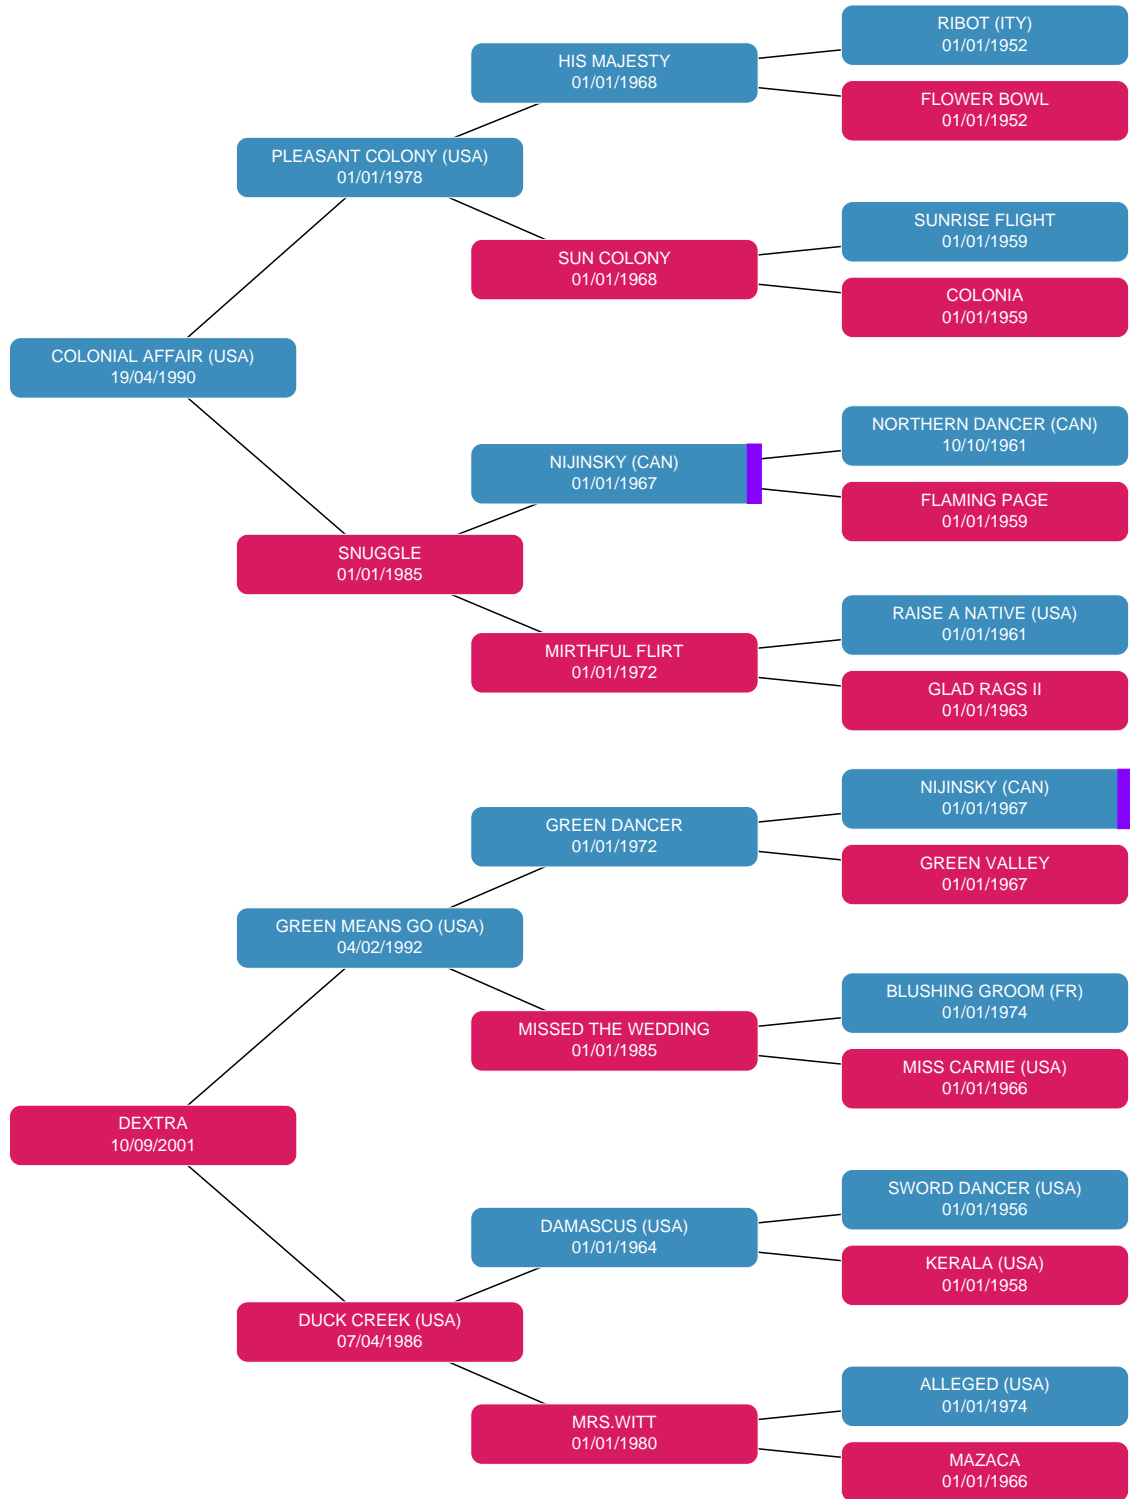 RIBOT (ITY)
01/01/1952
HIS MAJESTY
01/01/1968
FLOWER BOWL
01/01/1952
PLEASANT COLONY (USA)
01/01/1978
SUNRISE FLIGHT
01/01/1959
SUN COLONY
01/01/1968
COLONIA
01/01/1959
COLONIAL AFFAIR (USA)
19/04/1990
NORTHERN DANCER (CAN)
10/10/1961
NIJINSKY (CAN)
01/01/1967
FLAMING PAGE
01/01/1959
SNUGGLE
01/01/1985
RAISE A NATIVE (USA)
01/01/1961
MIRTHFUL FLIRT
01/01/1972
GLAD RAGS II
01/01/1963
NIJINSKY (CAN)
01/01/1967
GREEN DANCER
01/01/1972
GREEN VALLEY
01/01/1967
GREEN MEANS GO (USA)
04/02/1992
BLUSHING GROOM (FR)
01/01/1974
MISSED THE WEDDING
01/01/1985
MISS CARMIE (USA)
01/01/1966
DEXTRA
10/09/2001
SWORD DANCER (USA)
01/01/1956
DAMASCUS (USA)
01/01/1964
KERALA (USA)
01/01/1958
DUCK CREEK (USA)
07/04/1986
ALLEGED (USA)
01/01/1974
MRS.WITT
01/01/1980
MAZACA
01/01/1966